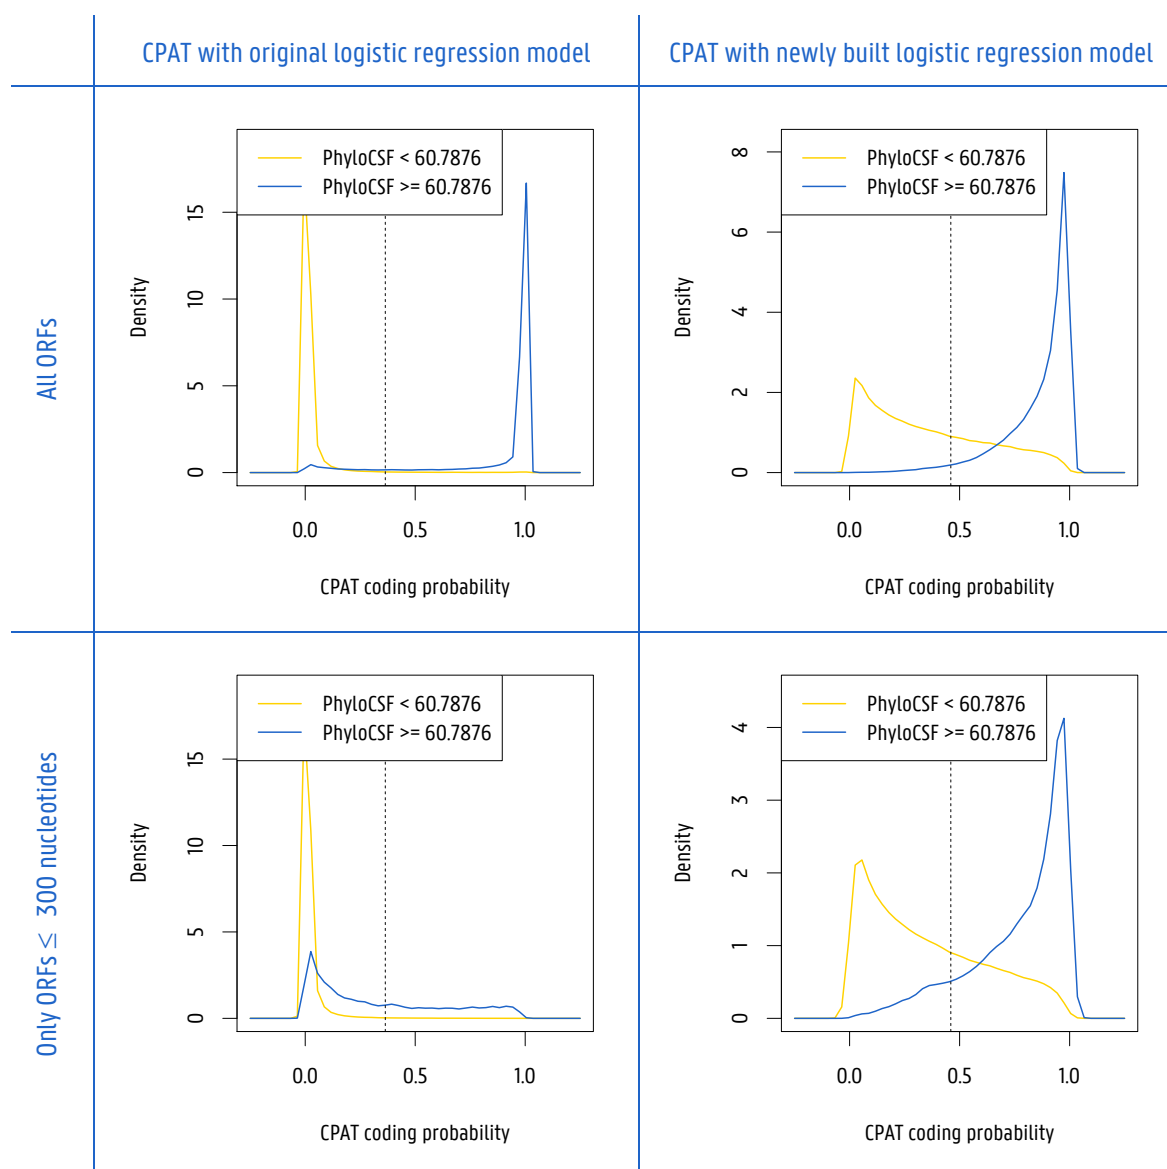 CPAT with original logistic regression model
CPAT with newly built logistic regression model
All ORFs
PhyloCSF < 60.7876
PhyloCSF >= 60.7876
Density
0
5
10
15
0.0
0.5
1.0
CPAT coding probability
PhyloCSF < 60.7876
PhyloCSF >= 60.7876
Density
0
2
4
6
8
0.0
0.5
1.0
CPAT coding probability
Only ORFs ≤ 300 nucleotides
PhyloCSF < 60.7876
PhyloCSF >= 60.7876
Density
0
5
10
15
0.0
0.5
1.0
CPAT coding probability
PhyloCSF < 60.7876
PhyloCSF >= 60.7876
Density
0
1
2
3
4
0.0
0.5
1.0
CPAT coding probability